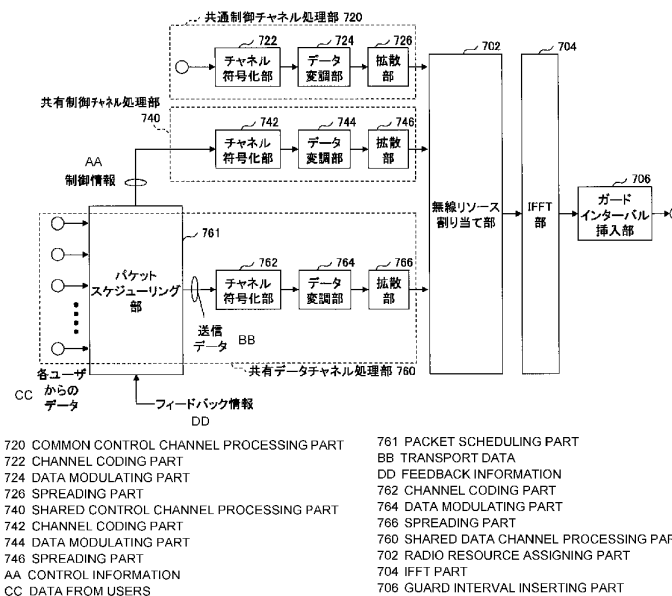 共通制御チャネル処理部 720
722
724
726
702
704
チャネル
符号化部
データ
変調部
拡散
部
共有制御チャネル処理部
740
742
744
746
チャネル
符号化部
データ
変調部
拡散
部
AA
制御情報
無線リソース
割り当て部
IFFT
部
706
ガード
インターバル
挿入部
761
パケット
スケジューリング
部
762
764
766
チャネル
符号化部
データ
変調部
拡散
部
送信
データ
BB
共有データチャネル処理部 760
各ユーザ
からの
データ
CC
フィードバック情報
DD
720 COMMON CONTROL CHANNEL PROCESSING PART
722 CHANNEL CODING PART
724 DATA MODULATING PART
726 SPREADING PART
740 SHARED CONTROL CHANNEL PROCESSING PART
742 CHANNEL CODING PART
744 DATA MODULATING PART
746 SPREADING PART
AA CONTROL INFORMATION
CC DATA FROM USERS
761 PACKET SCHEDULING PART
BB TRANSPORT DATA
DD FEEDBACK INFORMATION
762 CHANNEL CODING PART
764 DATA MODULATING PART
766 SPREADING PART
760 SHARED DATA CHANNEL PROCESSING PAR
702 RADIO RESOURCE ASSIGNING PART
704 IFFT PART
706 GUARD INTERVAL INSERTING PART